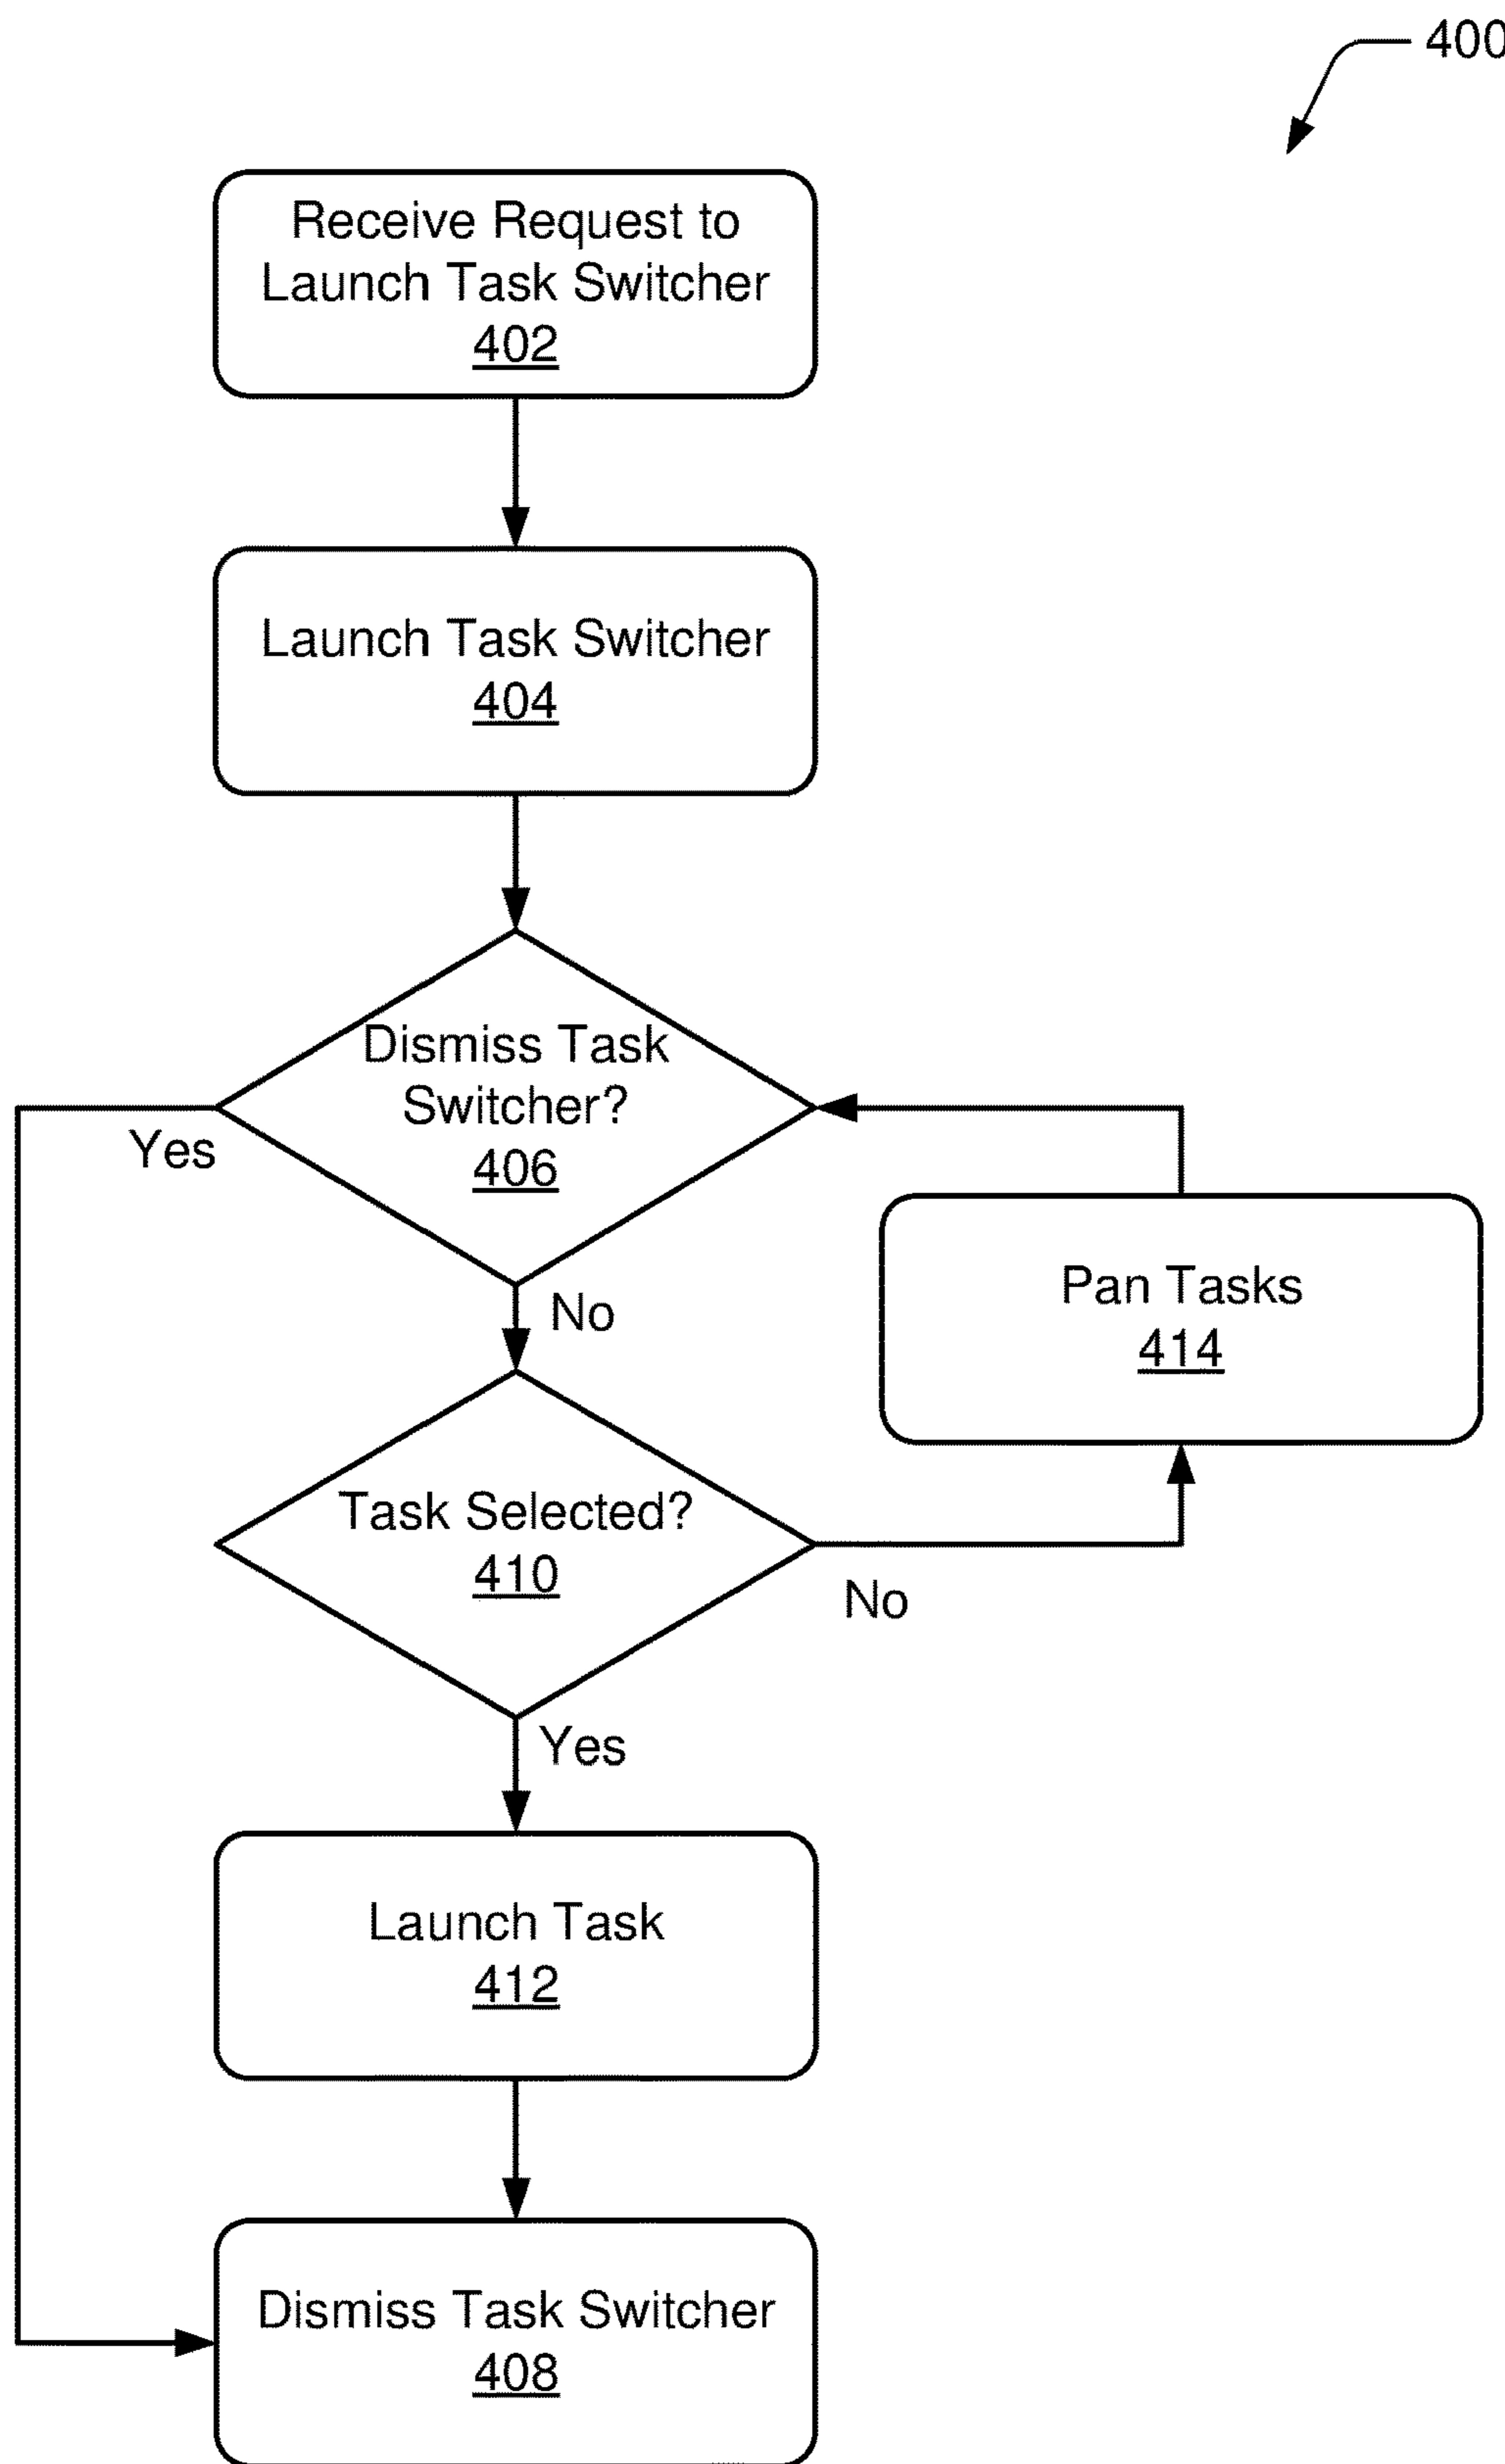 400
Receive Request to
Launch Task Switcher
402
Launch Task Switcher
404
Dismiss Task
Switcher?
406
Yes
No
Pan Tasks
414
Task Selected?
410
No
Yes
Launch Task
412
Dismiss Task Switcher
408